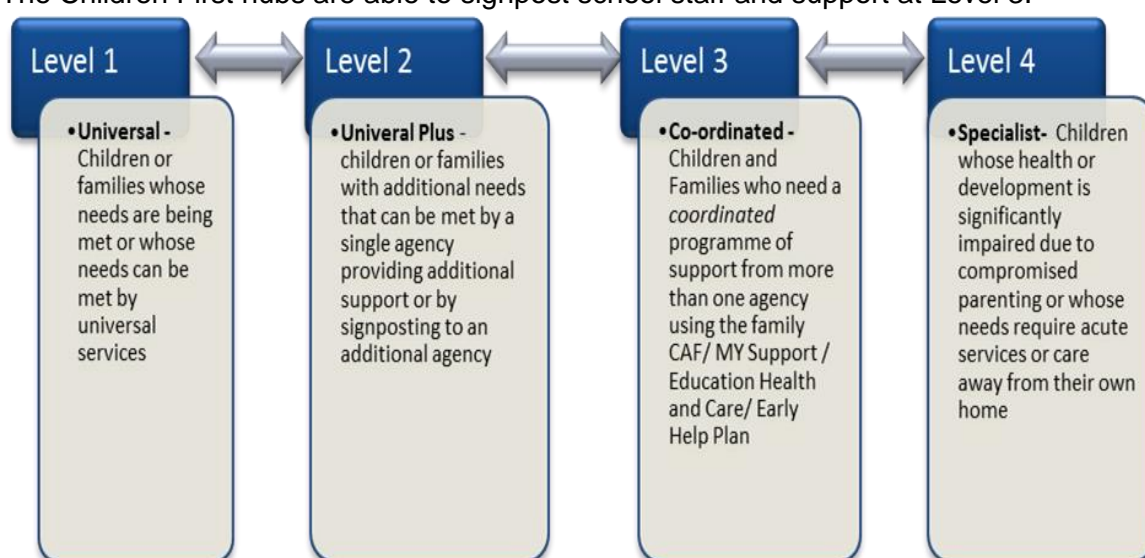 The Children First hubs are able to signpost school staff and support at Level 3.
Level 1
•Universal -
Children or
families whose
needs are being
met or whose
needs can be
met by
universal
services
Level 2
•Univeral Plus -
children or families
with additional needs
that can be met by a
single agency
providing additional
support or by
signposting to an
additional agency
Level 3
•Co-ordinated -
Children and
Families who need a
coordinated
programme of
support from more
than one agency
using the family
CAF/ MY Support /
Education Health
and Care/ Early
Help Plan
Level 4
•Specialist- Children
whose health or
development is
significantly
impaired due to
compromised
parenting or whose
needs require acute
services or care
away from their own
home